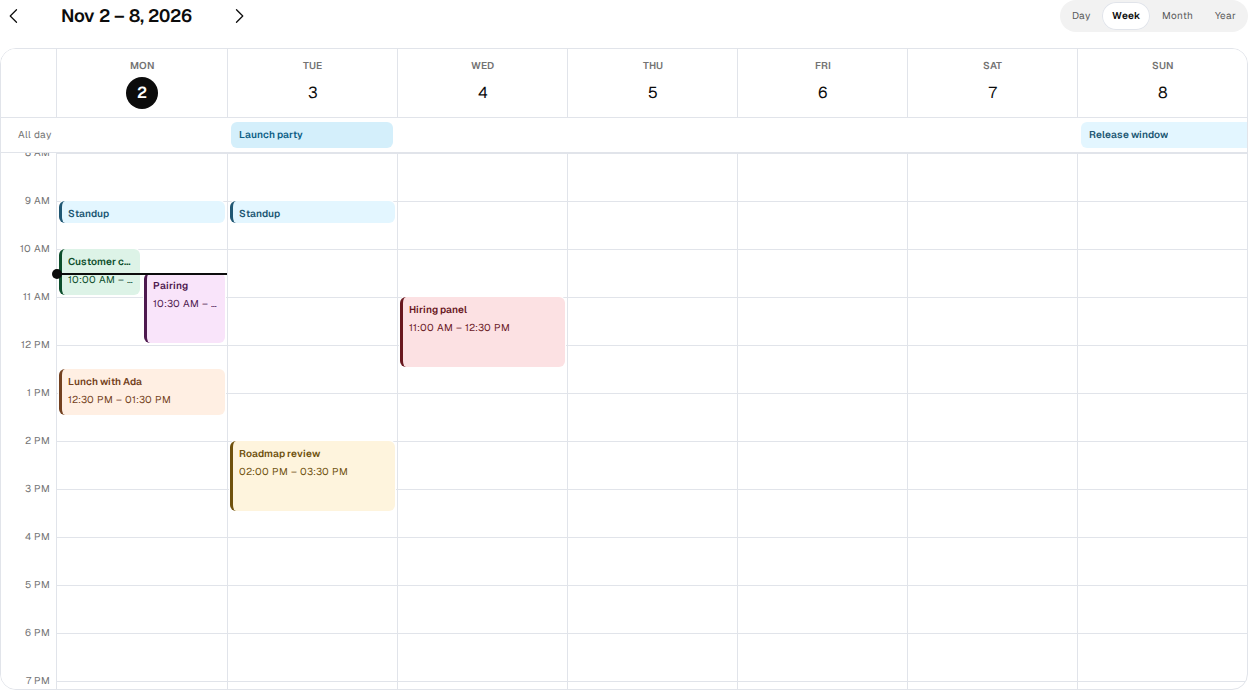 Nov 2 – 8, 2026
Day Week Month Year
MON TUE WED THU FRI SAT SUN
2 3 4 5 6 7 8
All day Launch party Release window
9 AM Standup Standup
10 AM
Customer c...
10:00 AM –
Pairing
10:30 AM –
11 AM
Hiring panel
11:00 AM – 12:30 PM
12 PM
Lunch with Ada
12:30 PM – 01:30 PM
1 PM
2 PM
Roadmap review
02:00 PM – 03:30 PM
3 PM
4 PM
5 PM
6 PM
7 PM